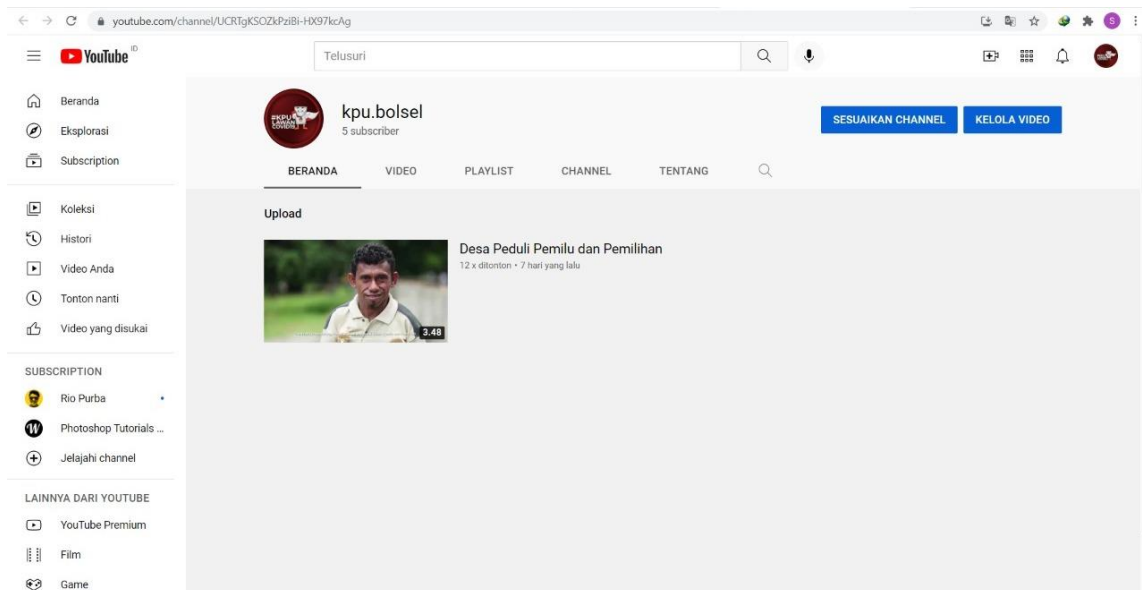 youtube.com/channel/UCRTgKSOZkPziBi-HX97kcAg
S
YouTube ID
Telusuri
Beranda
Eksplorasi
Subscription
Koleksi
Histori
Video Anda
Tonton nanti
Video yang disukai
SUBSCRIPTION
Rio Purba
Photoshop Tutorials ...
Jelajahi channel
LAINNYA DARI YOUTUBE
YouTube Premium
Film
Game
#KPU
LAWAN
COVID19
kpu.bolsel
5 subscriber
SESUAIKAN CHANNEL
KELOLA VIDEO
BERANDA VIDEO PLAYLIST CHANNEL TENTANG
Upload
3.48
Desa Peduli Pemilu dan Pemilihan
12 x ditonton • 7 hari yang lalu